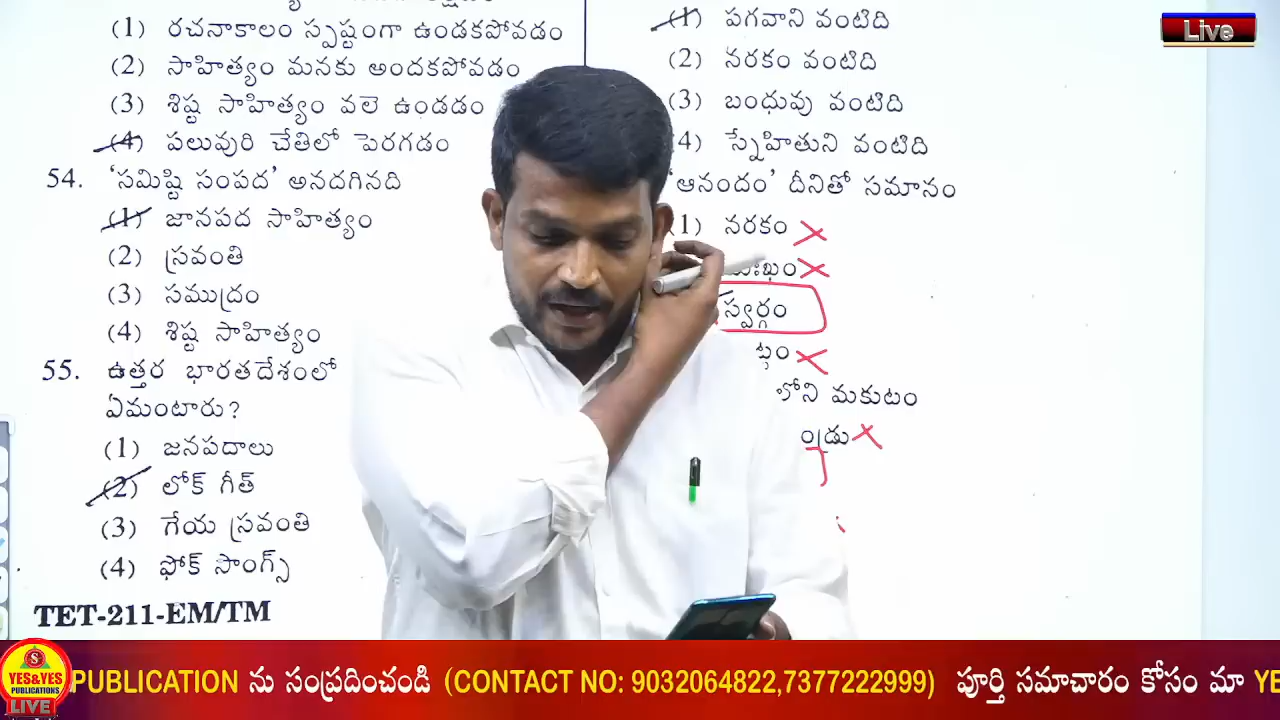 (1) రచనాకాలం స్పష్టంగా ఉండకపోవడం
(2) సాహిత్యం మనకు అందకపోవడం
(3) శిష్ట సాహిత్యం వలె ఉండడం
(4) పలువురి చేతిలో పెరగడం
54. 'సమిష్టి సంపద' అనదగినది
(1) జానపద సాహిత్యం
(2) స్రవంతి
(3) సముద్రం
(4) శిష్ట సాహిత్యం
55. ఉత్తర భారతదేశంలో
ఏమంటారు?
(1) జనపదాలు
(2) లోక్ గీత్
(3) గేయ స్రవంతి
(4) ఫోక్ సాంగ్స్
TET-211-EM/TM
(1) పగవాని వంటిది
(2) నరకం వంటిది
(3) బంధువు వంటిది
4) స్నేహితుని వంటిది
'ఆనందం' దీనితో సమానం
1) నరకం
స్వర్గం
లోని మకుటం
Live
YES&YES
PUBLICATIONS
LIVE
PUBLICATION ను సంప్రదించండి (CONTACT NO: 9032064822,7377222999) పూర్తి సమాచారం కోసం మా YE